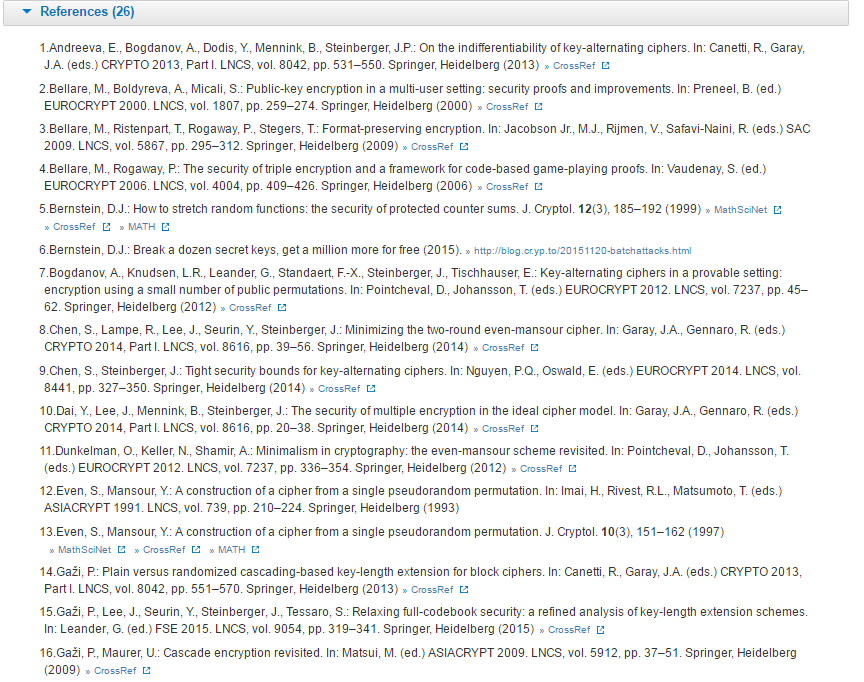 References (26)
1.Andreeva, E., Bogdanov, A., Dodis, Y., Mennink, B., Steinberger, J.P.: On the indifferentiability of key-alternating ciphers. In: Canetti, R., Garay,
J.A. (eds.) CRYPTO 2013, Part I. LNCS, vol. 8042, pp. 531–550. Springer, Heidelberg (2013) » CrossRef
2.Bellare, M., Boldyreva, A., Micali, S.: Public-key encryption in a multi-user setting: security proofs and improvements. In: Preneel, B. (ed.)
EUROCRYPT 2000. LNCS, vol. 1807, pp. 259–274. Springer, Heidelberg (2000) » CrossRef
3.Bellare, M., Ristenpart, T., Rogaway, P., Stegers, T.: Format-preserving encryption. In: Jacobson Jr., M.J., Rijmen, V., Safavi-Naini, R. (eds.) SAC
2009. LNCS, vol. 5867, pp. 295–312. Springer, Heidelberg (2009) » CrossRef
4.Bellare, M., Rogaway, P.: The security of triple encryption and a framework for code-based game-playing proofs. In: Vaudenay, S. (ed.)
EUROCRYPT 2006. LNCS, vol. 4004, pp. 409–426. Springer, Heidelberg (2006) » CrossRef
5.Bernstein, D.J.: How to stretch random functions: the security of protected counter sums. J. Cryptol. 12(3), 185–192 (1999) » MathSciNet
» CrossRef » MATH
6.Bernstein, D.J.: Break a dozen secret keys, get a million more for free (2015). » http://blog.cr.yp.to/20151120-batchattacks.html
7.Bogdanov, A., Knudsen, L.R., Leander, G., Standaert, F.-X., Steinberger, J., Tischhauser, E.: Key-alternating ciphers in a provable setting:
encryption using a small number of public permutations. In: Pointcheval, D., Johansson, T. (eds.) EUROCRYPT 2012. LNCS, vol. 7237, pp. 45–
62. Springer, Heidelberg (2012) » CrossRef
8.Chen, S., Lampe, R., Lee, J., Seurin, Y., Steinberger, J.: Minimizing the two-round even-mansour cipher. In: Garay, J.A., Gennaro, R. (eds.)
CRYPTO 2014, Part I. LNCS, vol. 8616, pp. 39–56. Springer, Heidelberg (2014) » CrossRef
9.Chen, S., Steinberger, J.: Tight security bounds for key-alternating ciphers. In: Nguyen, P.Q., Oswald, E. (eds.) EUROCRYPT 2014. LNCS, vol.
8441, pp. 327–350. Springer, Heidelberg (2014) » CrossRef
10.Dai, Y., Lee, J., Mennink, B., Steinberger, J.: The security of multiple encryption in the ideal cipher model. In: Garay, J.A., Gennaro, R. (eds.)
CRYPTO 2014, Part I. LNCS, vol. 8616, pp. 20–38. Springer, Heidelberg (2014) » CrossRef
11.Dunkelman, O., Keller, N., Shamir, A.: Minimalism in cryptography: the even-mansour scheme revisited. In: Pointcheval, D., Johansson, T.
(eds.) EUROCRYPT 2012. LNCS, vol. 7237, pp. 336–354. Springer, Heidelberg (2012) » CrossRef
12.Even, S., Mansour, Y.: A construction of a cipher from a single pseudorandom permutation. In: Imai, H., Rivest, R.L., Matsumoto, T. (eds.)
ASIACRYPT 1991. LNCS, vol. 739, pp. 210–224. Springer, Heidelberg (1993)
13.Even, S., Mansour, Y.: A construction of a cipher from a single pseudorandom permutation. J. Cryptol. 10(3), 151–162 (1997)
» MathSciNet » CrossRef » MATH
14.Gaži, P.: Plain versus randomized cascading-based key-length extension for block ciphers. In: Canetti, R., Garay, J.A. (eds.) CRYPTO 2013,
Part I. LNCS, vol. 8042, pp. 551–570. Springer, Heidelberg (2013) » CrossRef
15.Gaži, P., Lee, J., Seurin, Y., Steinberger, J., Tessaro, S.: Relaxing full-codebook security: a refined analysis of key-length extension schemes.
In: Leander, G. (ed.) FSE 2015. LNCS, vol. 9054, pp. 319–341. Springer, Heidelberg (2015) » CrossRef
16.Gaži, P., Maurer, U.: Cascade encryption revisited. In: Matsui, M. (ed.) ASIACRYPT 2009. LNCS, vol. 5912, pp. 37–51. Springer, Heidelberg
(2009) » CrossRef